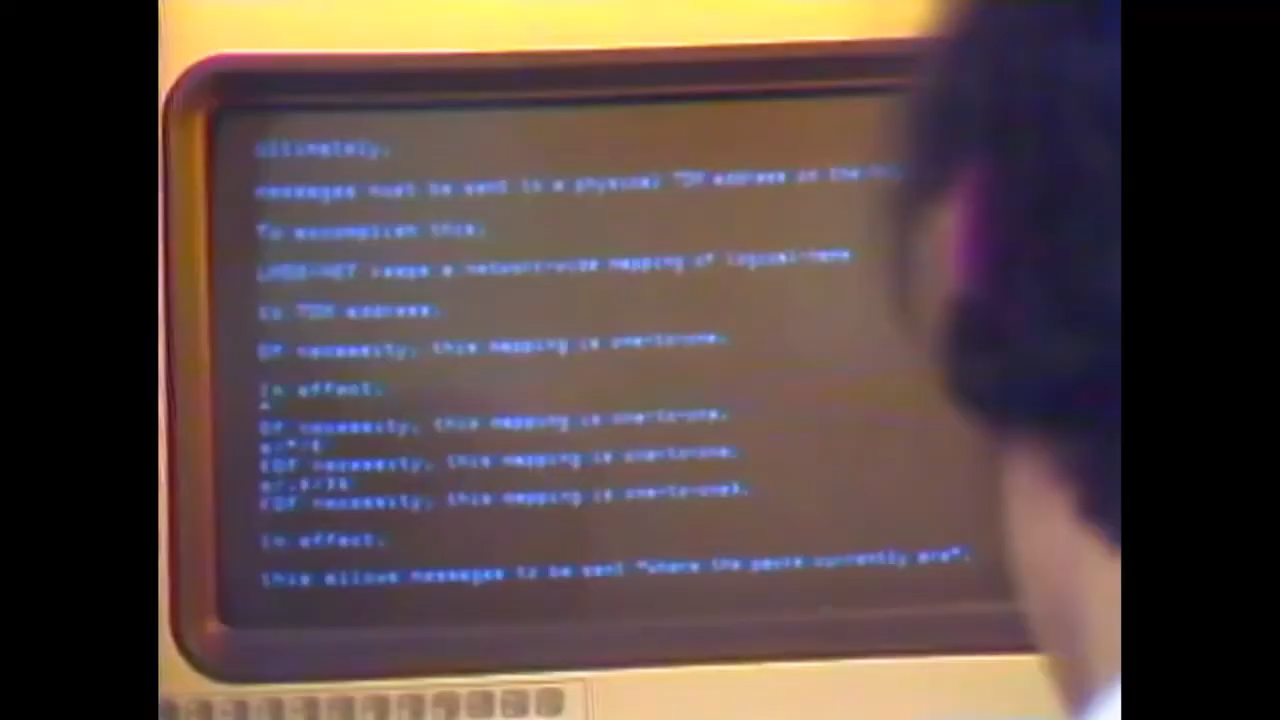 ultimately,
messages must be sent to a physical address in the
To accomplish this,
keeps a network-wide mapping of logical-name
to address.
Of necessity, this mapping is one-to-one.
In effect,
^
Of necessity, this mapping is one-to-one.
s/^/[
[Of necessity, this mapping is one-to-one.
s/.$/]&
[Of necessity, this mapping is one-to-one].
In effect,
this allows messages to be sent "where the people currently are".